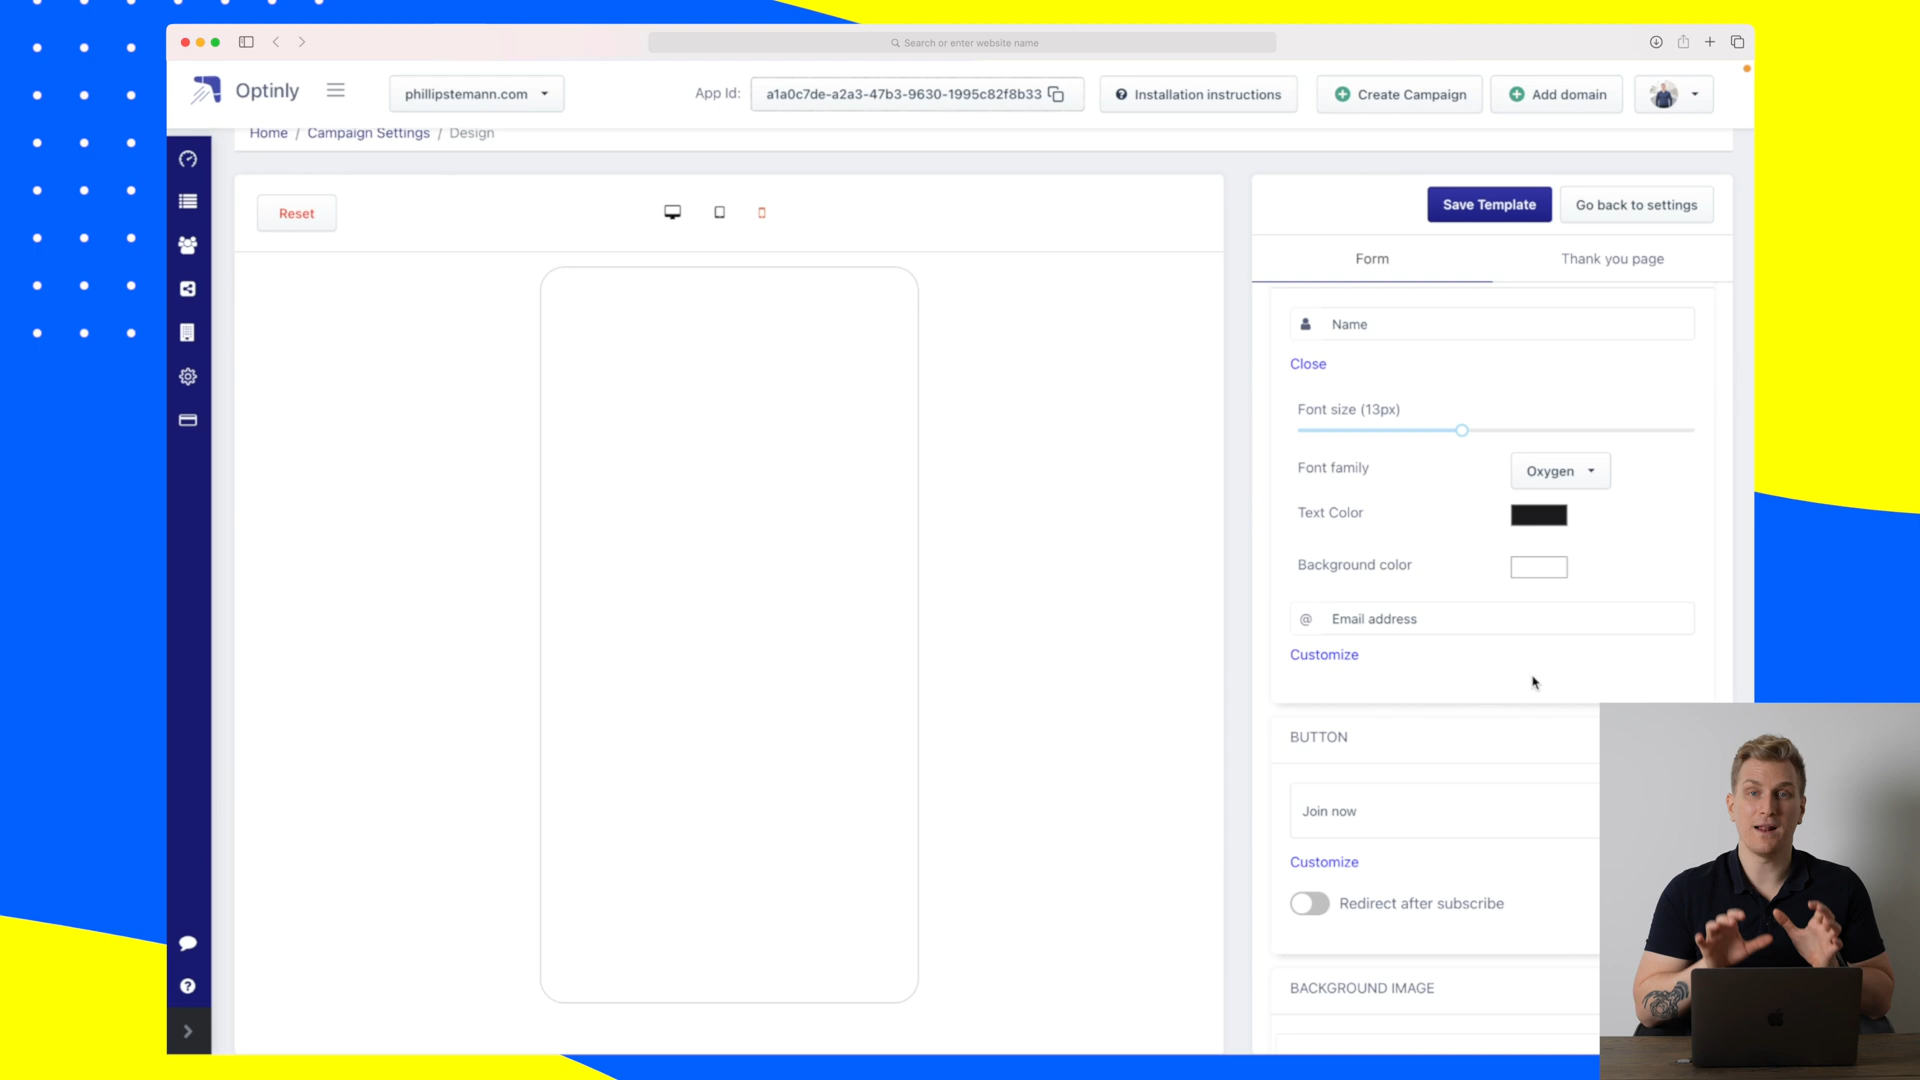 Search or enter website name
Optinly
phillipstemann.com
App Id:
a1a0c7de-a2a3-47b3-9630-1995c82f8b33
Installation instructions
Create Campaign
Add domain
Home / Campaign Settings / Design
Reset
Save Template
Go back to settings
Form
Thank you page
Name
Close
Font size (13px)
Font family
Oxygen
Text Color
Background color
@ Email address
Customize
BUTTON
Join now
Customize
Redirect after subscribe
BACKGROUND IMAGE